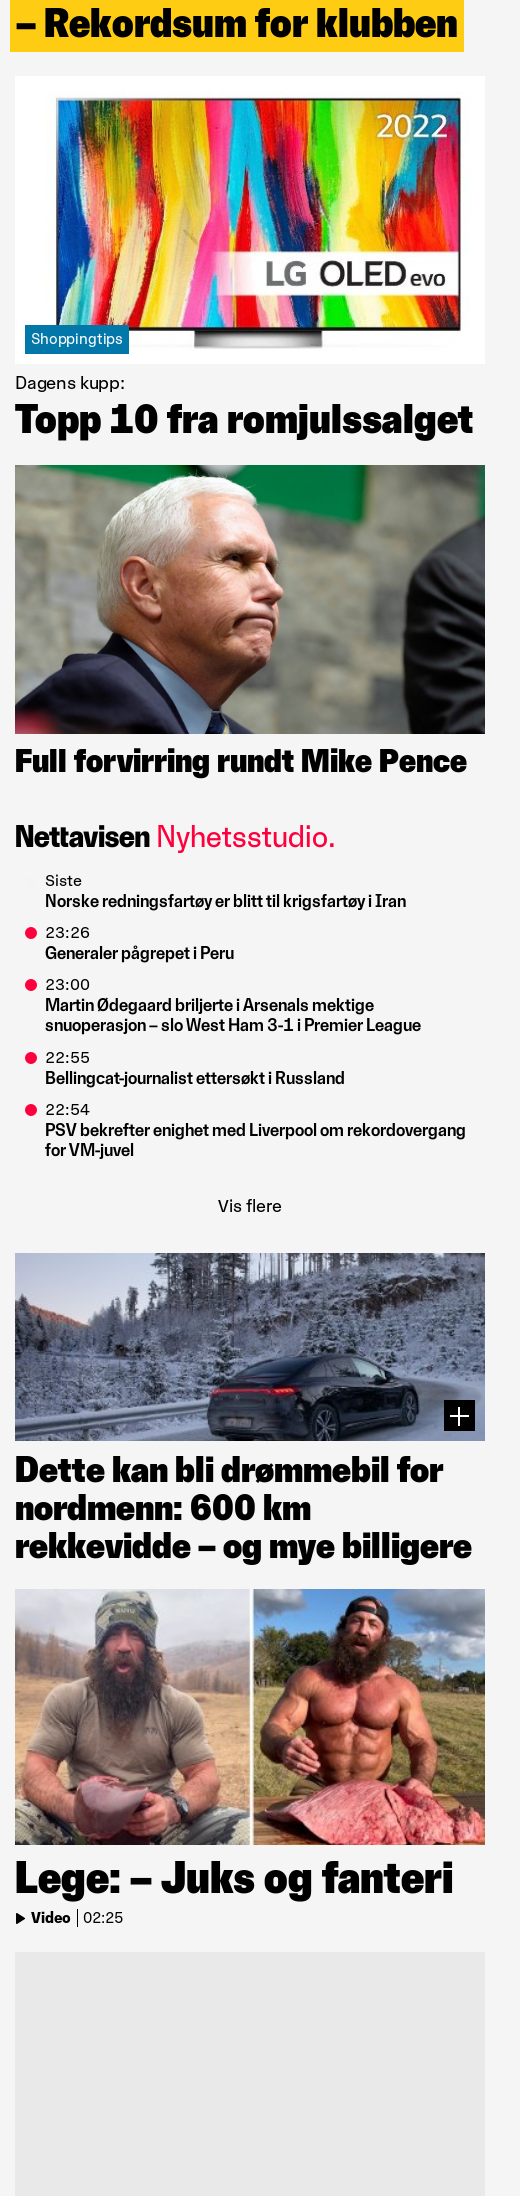 – Rekordsum for klubben
2022
LG OLED evo
Shoppingtips
Dagens kupp:
Topp 10 fra romjulssalget
Full forvirring rundt Mike Pence
Nettavisen Nyhetsstudio.
Siste
Norske redningsfartøy er blitt til krigsfartøy i Iran
23:26
Generaler pågrepet i Peru
23:00
Martin Ødegaard briljerte i Arsenals mektige
snuoperasjon – slo West Ham 3-1 i Premier League
22:55
Bellingcat-journalist ettersøkt i Russland
22:54
PSV bekrefter enighet med Liverpool om rekordovergang
for VM-juvel
Vis flere
Dette kan bli drømmebil for
nordmenn: 600 km
rekkevidde – og mye billigere
Lege: – Juks og fanteri
Video | 02:25